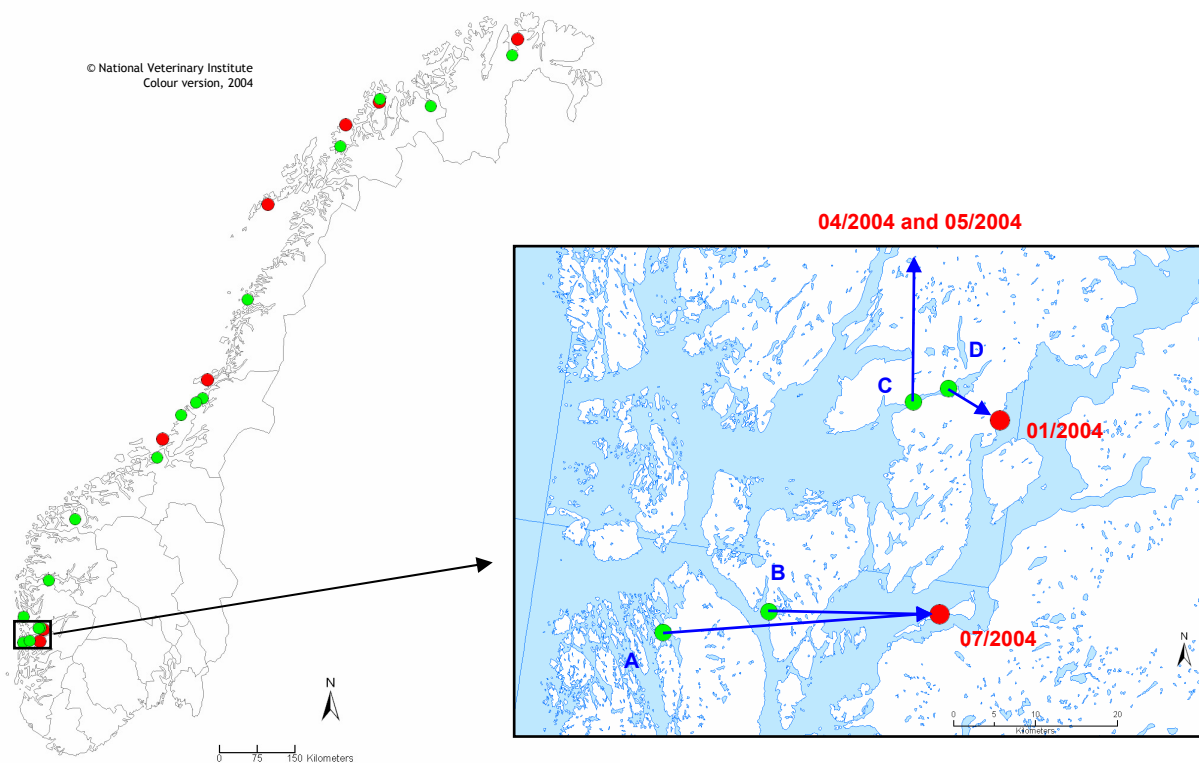 © National Veterinary Institute
Colour version, 2004
04/2004 and 05/2004
D
C
01/2004
B
A
07/2004
N
0 5 10 20
Kilometers
N
0 75 150 Kilometers